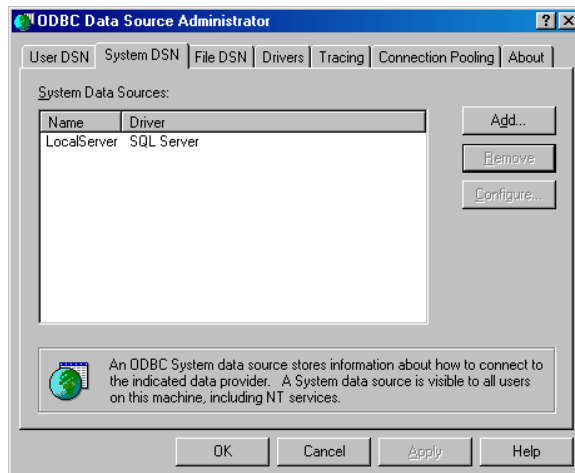 ODBC Data Source Administrator
User DSN System DSN File DSN Drivers Tracing Connection Pooling About
System Data Sources:
Name Driver
LocalServer SQL Server
Add...
Remove
Configure...
An ODBC System data source stores information about how to connect to
the indicated data provider. A System data source is visible to all users
on this machine, including NT services.
OK Cancel Apply Help